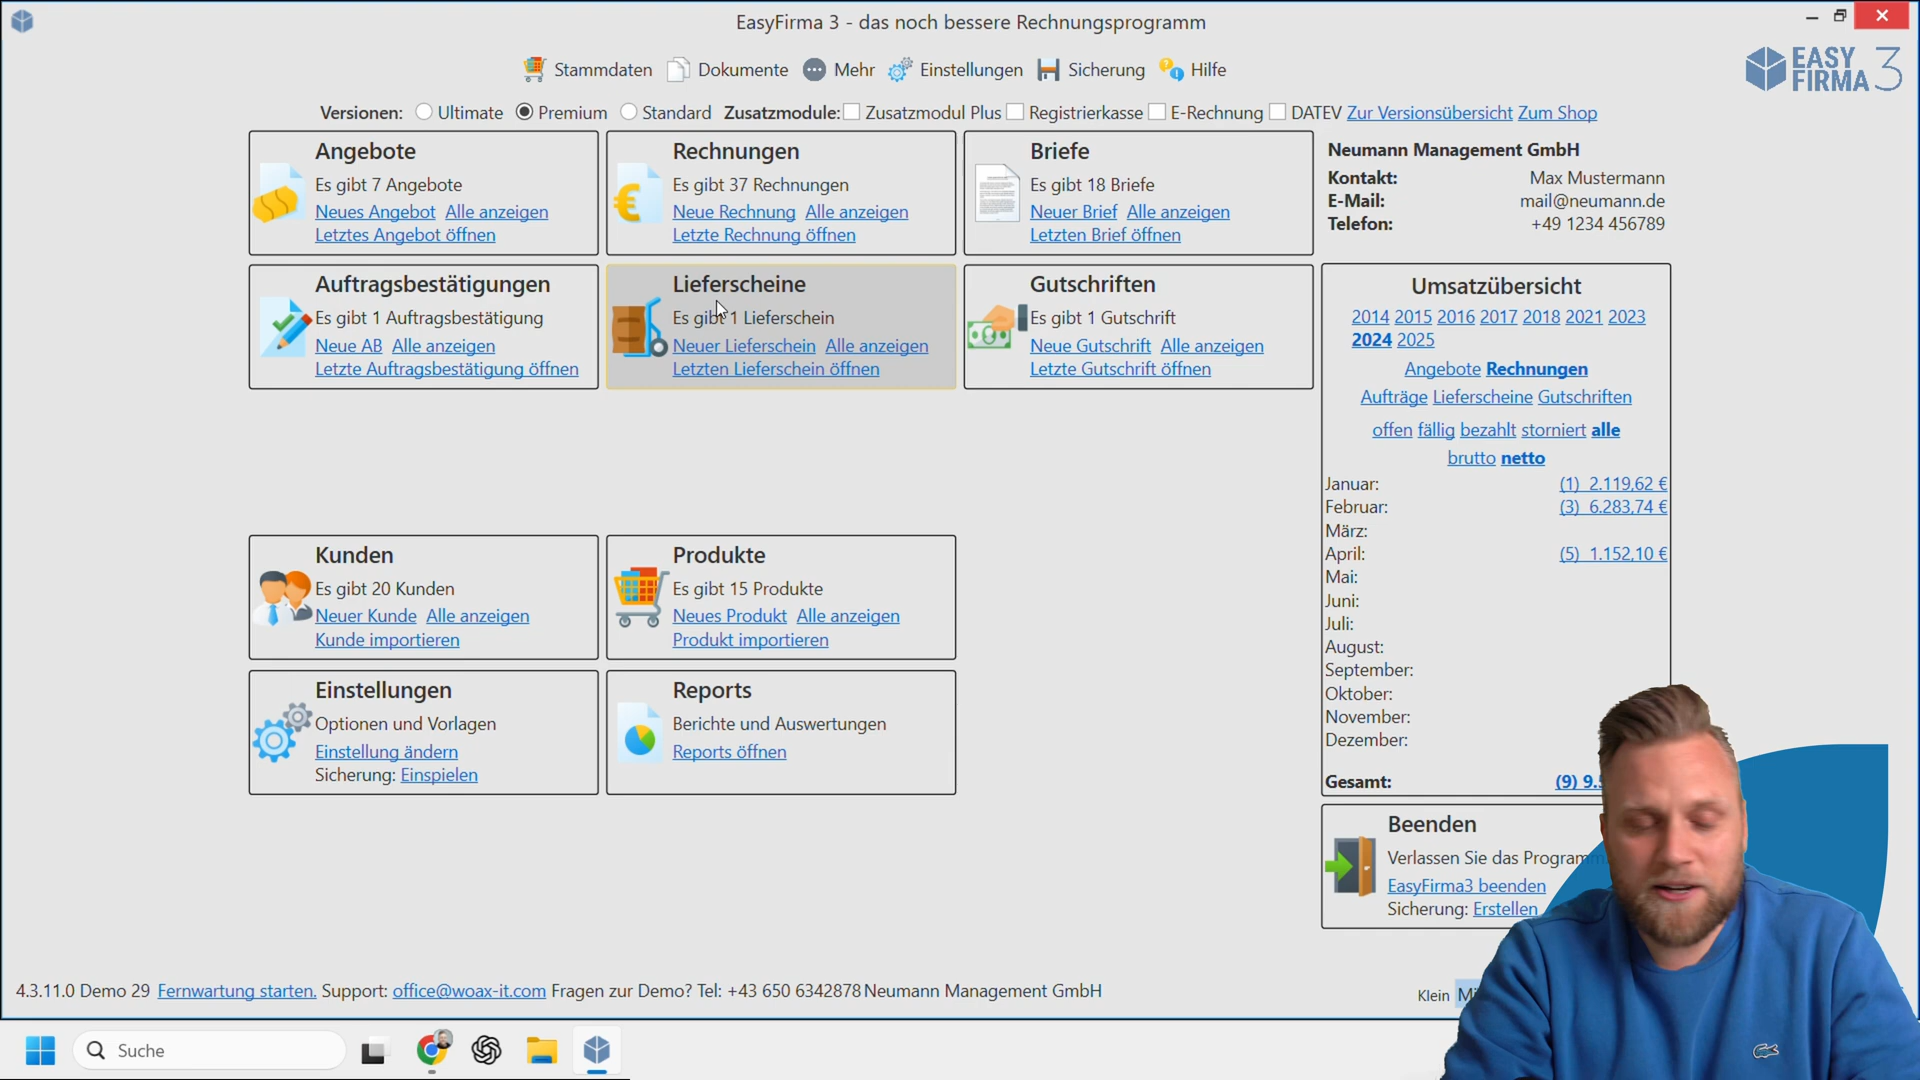 EasyFirma 3 - das noch bessere Rechnungsprogramm
Stammdaten Dokumente Mehr Einstellungen Sicherung Hilfe
EASY FIRMA 3
Versionen: Ultimate Premium Standard Zusatzmodule: Zusatzmodul Plus Registrierkasse E-Rechnung DATEV Zur Versionsübersicht Zum Shop
Angebote
Es gibt 7 Angebote
Neues Angebot Alle anzeigen
Letztes Angebot öffnen
Rechnungen
Es gibt 37 Rechnungen
Neue Rechnung Alle anzeigen
Letzte Rechnung öffnen
Briefe
Es gibt 18 Briefe
Neuer Brief Alle anzeigen
Letzten Brief öffnen
Neumann Management GmbH
Kontakt: Max Mustermann
E-Mail: mail@neumann.de
Telefon: +49 1234 456789
Auftragsbestätigungen
Es gibt 1 Auftragsbestätigung
Neue AB Alle anzeigen
Letzte Auftragsbestätigung öffnen
Lieferscheine
Es gibt 1 Lieferschein
Neuer Lieferschein Alle anzeigen
Letzten Lieferschein öffnen
Gutschriften
Es gibt 1 Gutschrift
Neue Gutschrift Alle anzeigen
Letzte Gutschrift öffnen
Umsatzübersicht
2014 2015 2016 2017 2018 2021 2023
2024 2025
Angebote Rechnungen
Aufträge Lieferscheine Gutschriften
offen fällig bezahlt storniert alle
brutto netto
Januar: (1) 2.119,62 €
Februar: (3) 6.283,74 €
März:
April: (5) 1.152,10 €
Mai:
Juni:
Juli:
August:
September:
Oktober:
November:
Dezember:
Gesamt: (9) 9.
Kunden
Es gibt 20 Kunden
Neuer Kunde Alle anzeigen
Kunde importieren
Produkte
Es gibt 15 Produkte
Neues Produkt Alle anzeigen
Produkt importieren
Einstellungen
Optionen und Vorlagen
Einstellung ändern
Sicherung: Einspielen
Reports
Berichte und Auswertungen
Reports öffnen
Beenden
Verlassen Sie das Programm
EasyFirma3 beenden
Sicherung: Erstellen
4.3.11.0 Demo 29 Fernwartung starten. Support: office@woax-it.com Fragen zur Demo? Tel: +43 650 6342878 Neumann Management GmbH
Klein
Suche